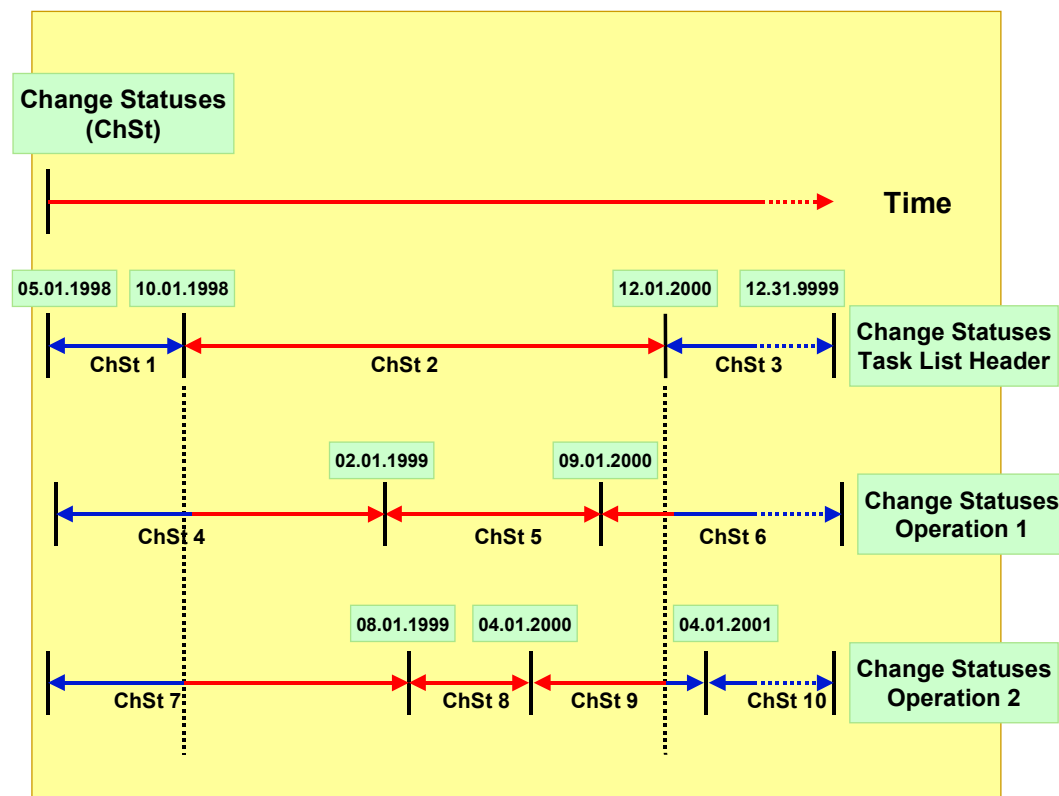 Change Statuses
(ChSt)
Time
05.01.1998
10.01.1998
12.01.2000
12.31.9999
Change Statuses
Task List Header
ChSt 1
ChSt 2
ChSt 3
02.01.1999
09.01.2000
Change Statuses
Operation 1
ChSt 4
ChSt 5
ChSt 6
08.01.1999
04.01.2000
04.01.2001
Change Statuses
Operation 2
ChSt 7
ChSt 8
ChSt 9
ChSt 10